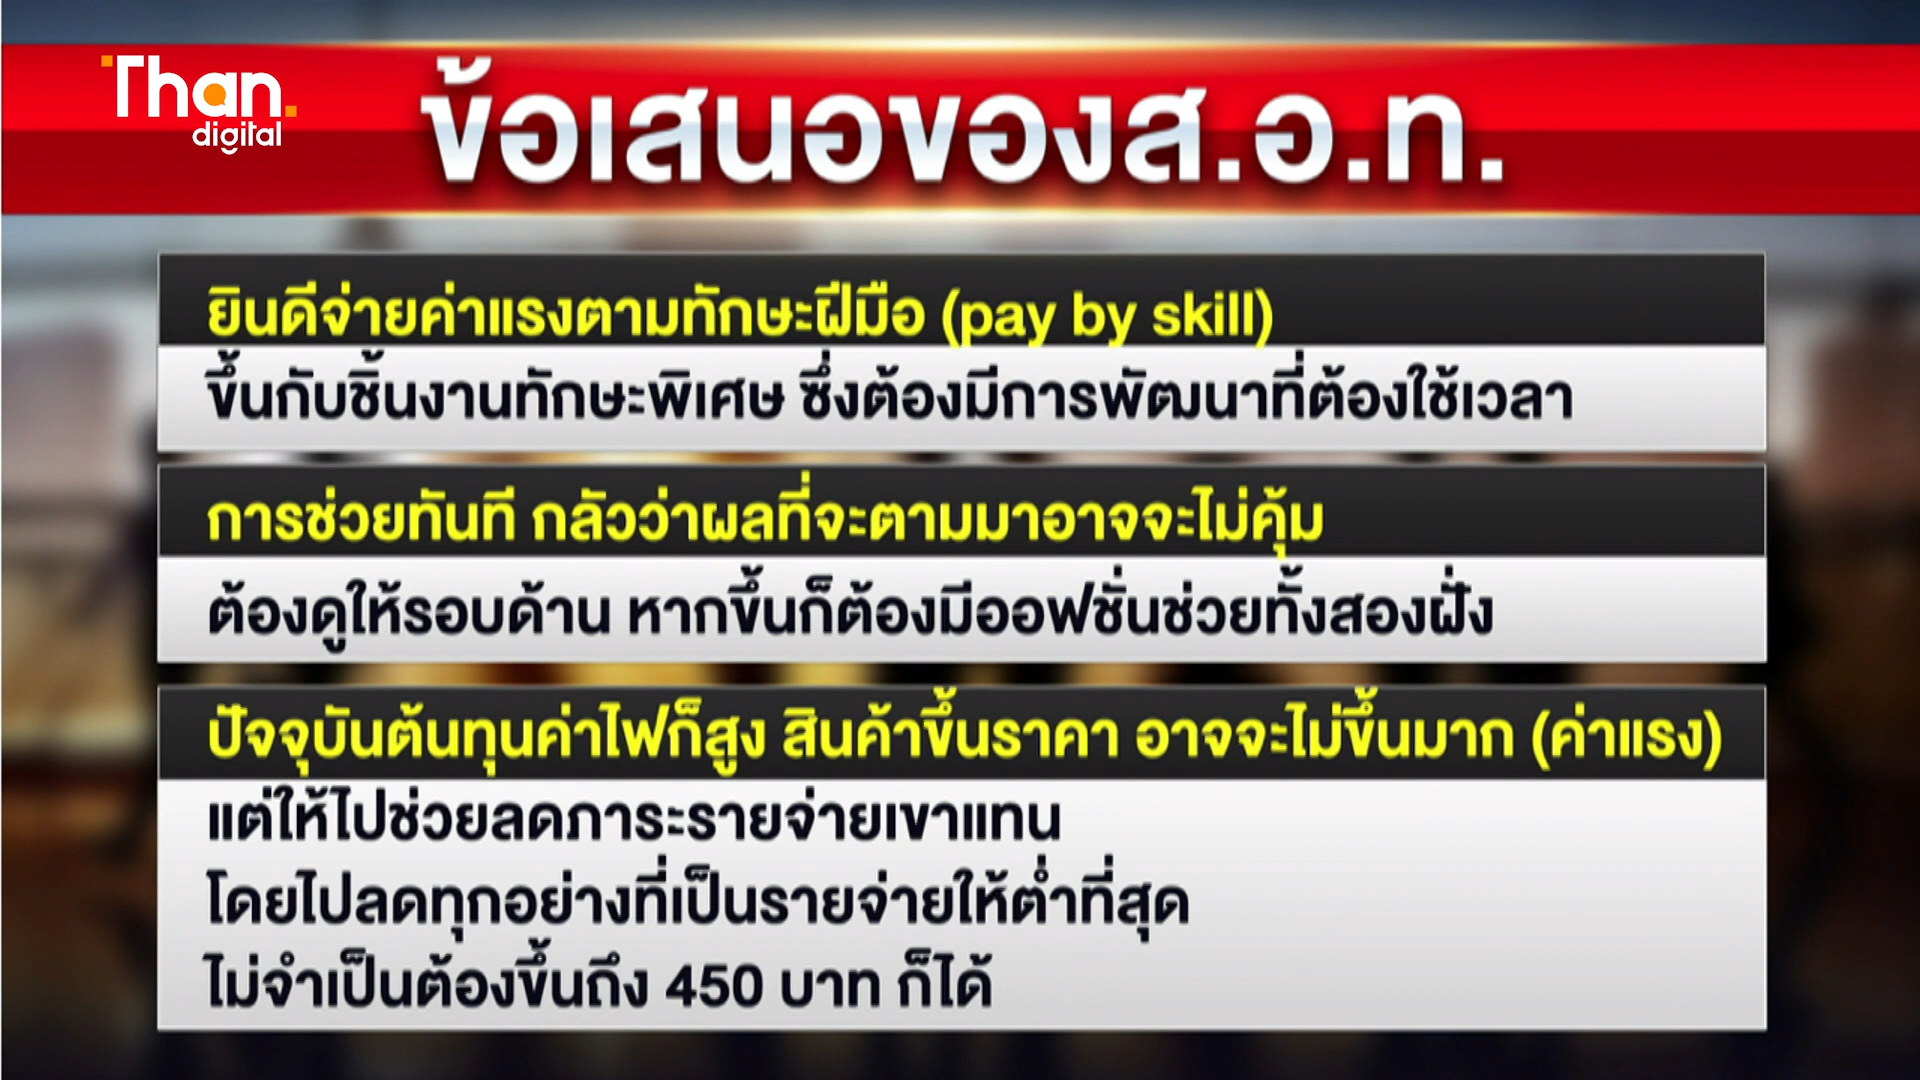 Than.
digital
ข้อเสนอของส.อ.ท.
ยินดีจ่ายค่าแรงตามทักษะฝีมือ (pay by skill)
ขึ้นกับชิ้นงานทักษะพิเศษ ซึ่งต้องมีการพัฒนาที่ต้องใช้เวลา
การช่วยทันที กลัวว่าผลที่จะตามมาอาจจะไม่คุ้ม
ต้องดูให้รอบด้าน หากขึ้นก็ต้องมีออฟชั่นช่วยทั้งสองฝั่ง
ปัจจุบันต้นทุนค่าไฟก็สูง สินค้าขึ้นราคา อาจจะไม่ขึ้นมาก (ค่าแรง)
แต่ให้ไปช่วยลดภาระรายจ่ายเขาแทน
โดยไปลดทุกอย่างที่เป็นรายจ่ายให้ต่ำที่สุด
ไม่จำเป็นต้องขึ้นถึง 450 บาท ก็ได้